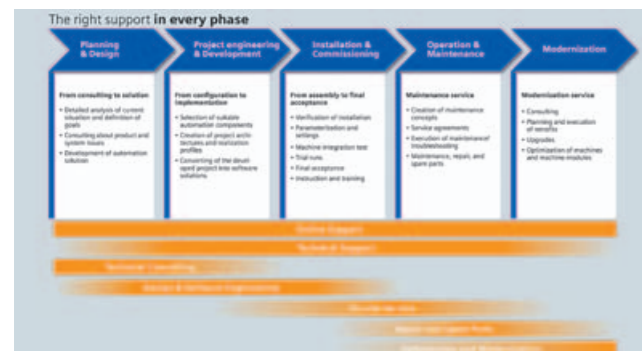 The right support in every phase
Planning
& Design
Project engineering
& Development
Installation &
Commissioning
Operation &
Maintenance
Modernization
From consulting to solution
• Detailed analysis of current
situation and definition of
goals
• Consulting about product and
system issues
• Development of automation
solution
From configuration to
implementation
• Selection of suitable
automation components
• Creation of project archi-
tectures and realization
profiles
• Converting of the devel-
oped project into software
solutions
From assembly to final
acceptance
• Verification of installation
• Parameterization and
settings
• Machine integration test
• Trial runs
• Final acceptance
• Instruction and training
Maintenance service
• Creation of maintenance
concepts
• Service agreements
• Execution of maintenance/
troubleshooting
• Maintenance, repair, and
spare parts
Modernization service
• Consulting
• Planning and execution
of retrofits
• Upgrades
• Optimization of machines
and machine-modules
Online Support
Technical Support
Technical Consulting